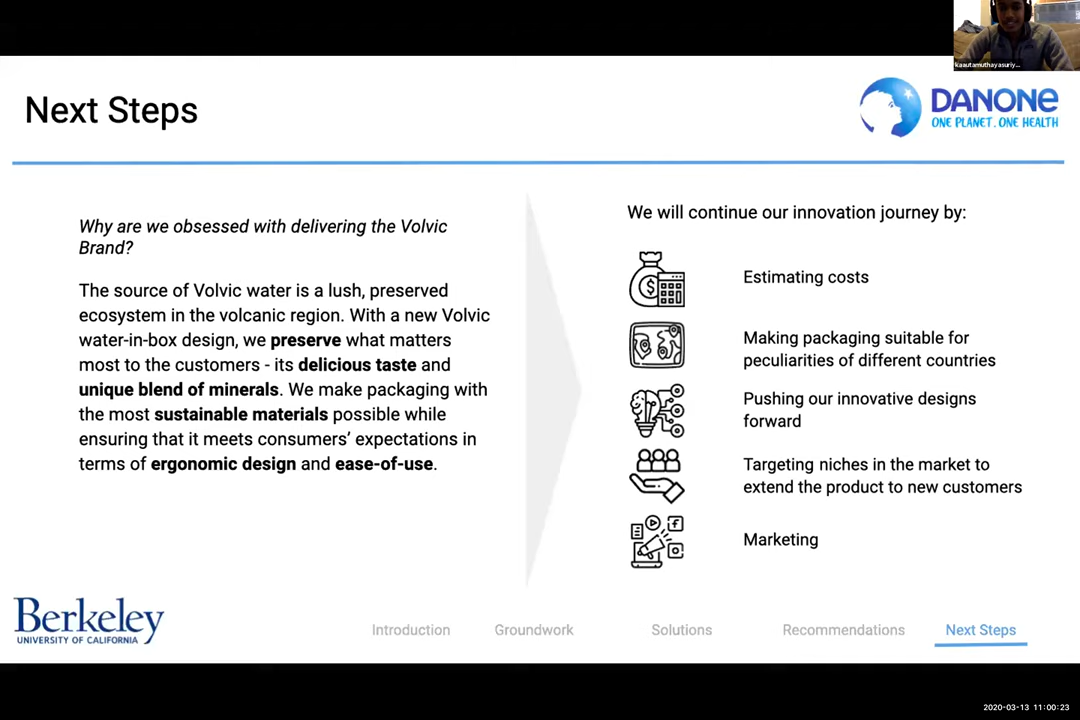 kaautamuthayasuriy...
Next Steps
DANONE
ONE PLANET. ONE HEALTH
Why are we obsessed with delivering the Volvic
Brand?
The source of Volvic water is a lush, preserved
ecosystem in the volcanic region. With a new Volvic
water-in-box design, we preserve what matters
most to the customers - its delicious taste and
unique blend of minerals. We make packaging with
the most sustainable materials possible while
ensuring that it meets consumers’ expectations in
terms of ergonomic design and ease-of-use.
We will continue our innovation journey by:
Estimating costs
Making packaging suitable for
peculiarities of different countries
Pushing our innovative designs
forward
Targeting niches in the market to
extend the product to new customers
Marketing
Berkeley
UNIVERSITY OF CALIFORNIA
Introduction Groundwork Solutions Recommendations Next Steps
2020-03-13 11:00:23